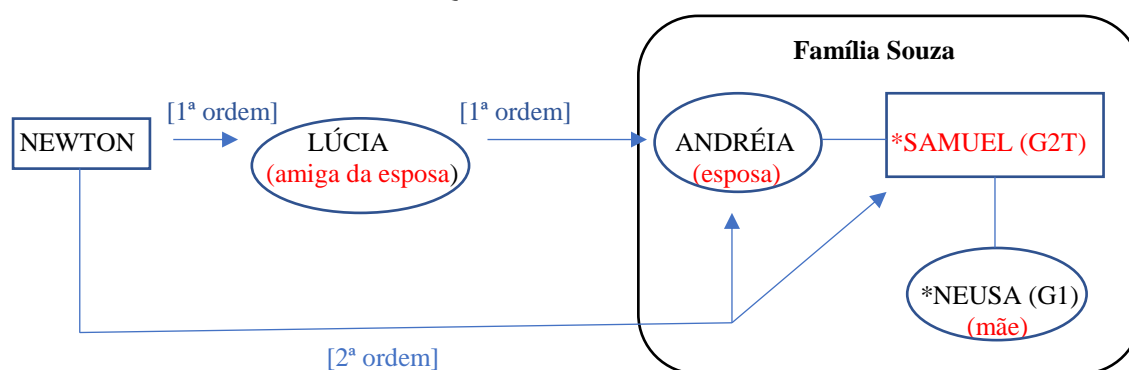 Família Souza
[1ª ordem]
[1ª ordem]
NEWTON
LÚCIA
(amiga da esposa)
ANDRÉIA
(esposa)
*SAMUEL (G2T)
*NEUSA (G1)
(mãe)
[2ª ordem]